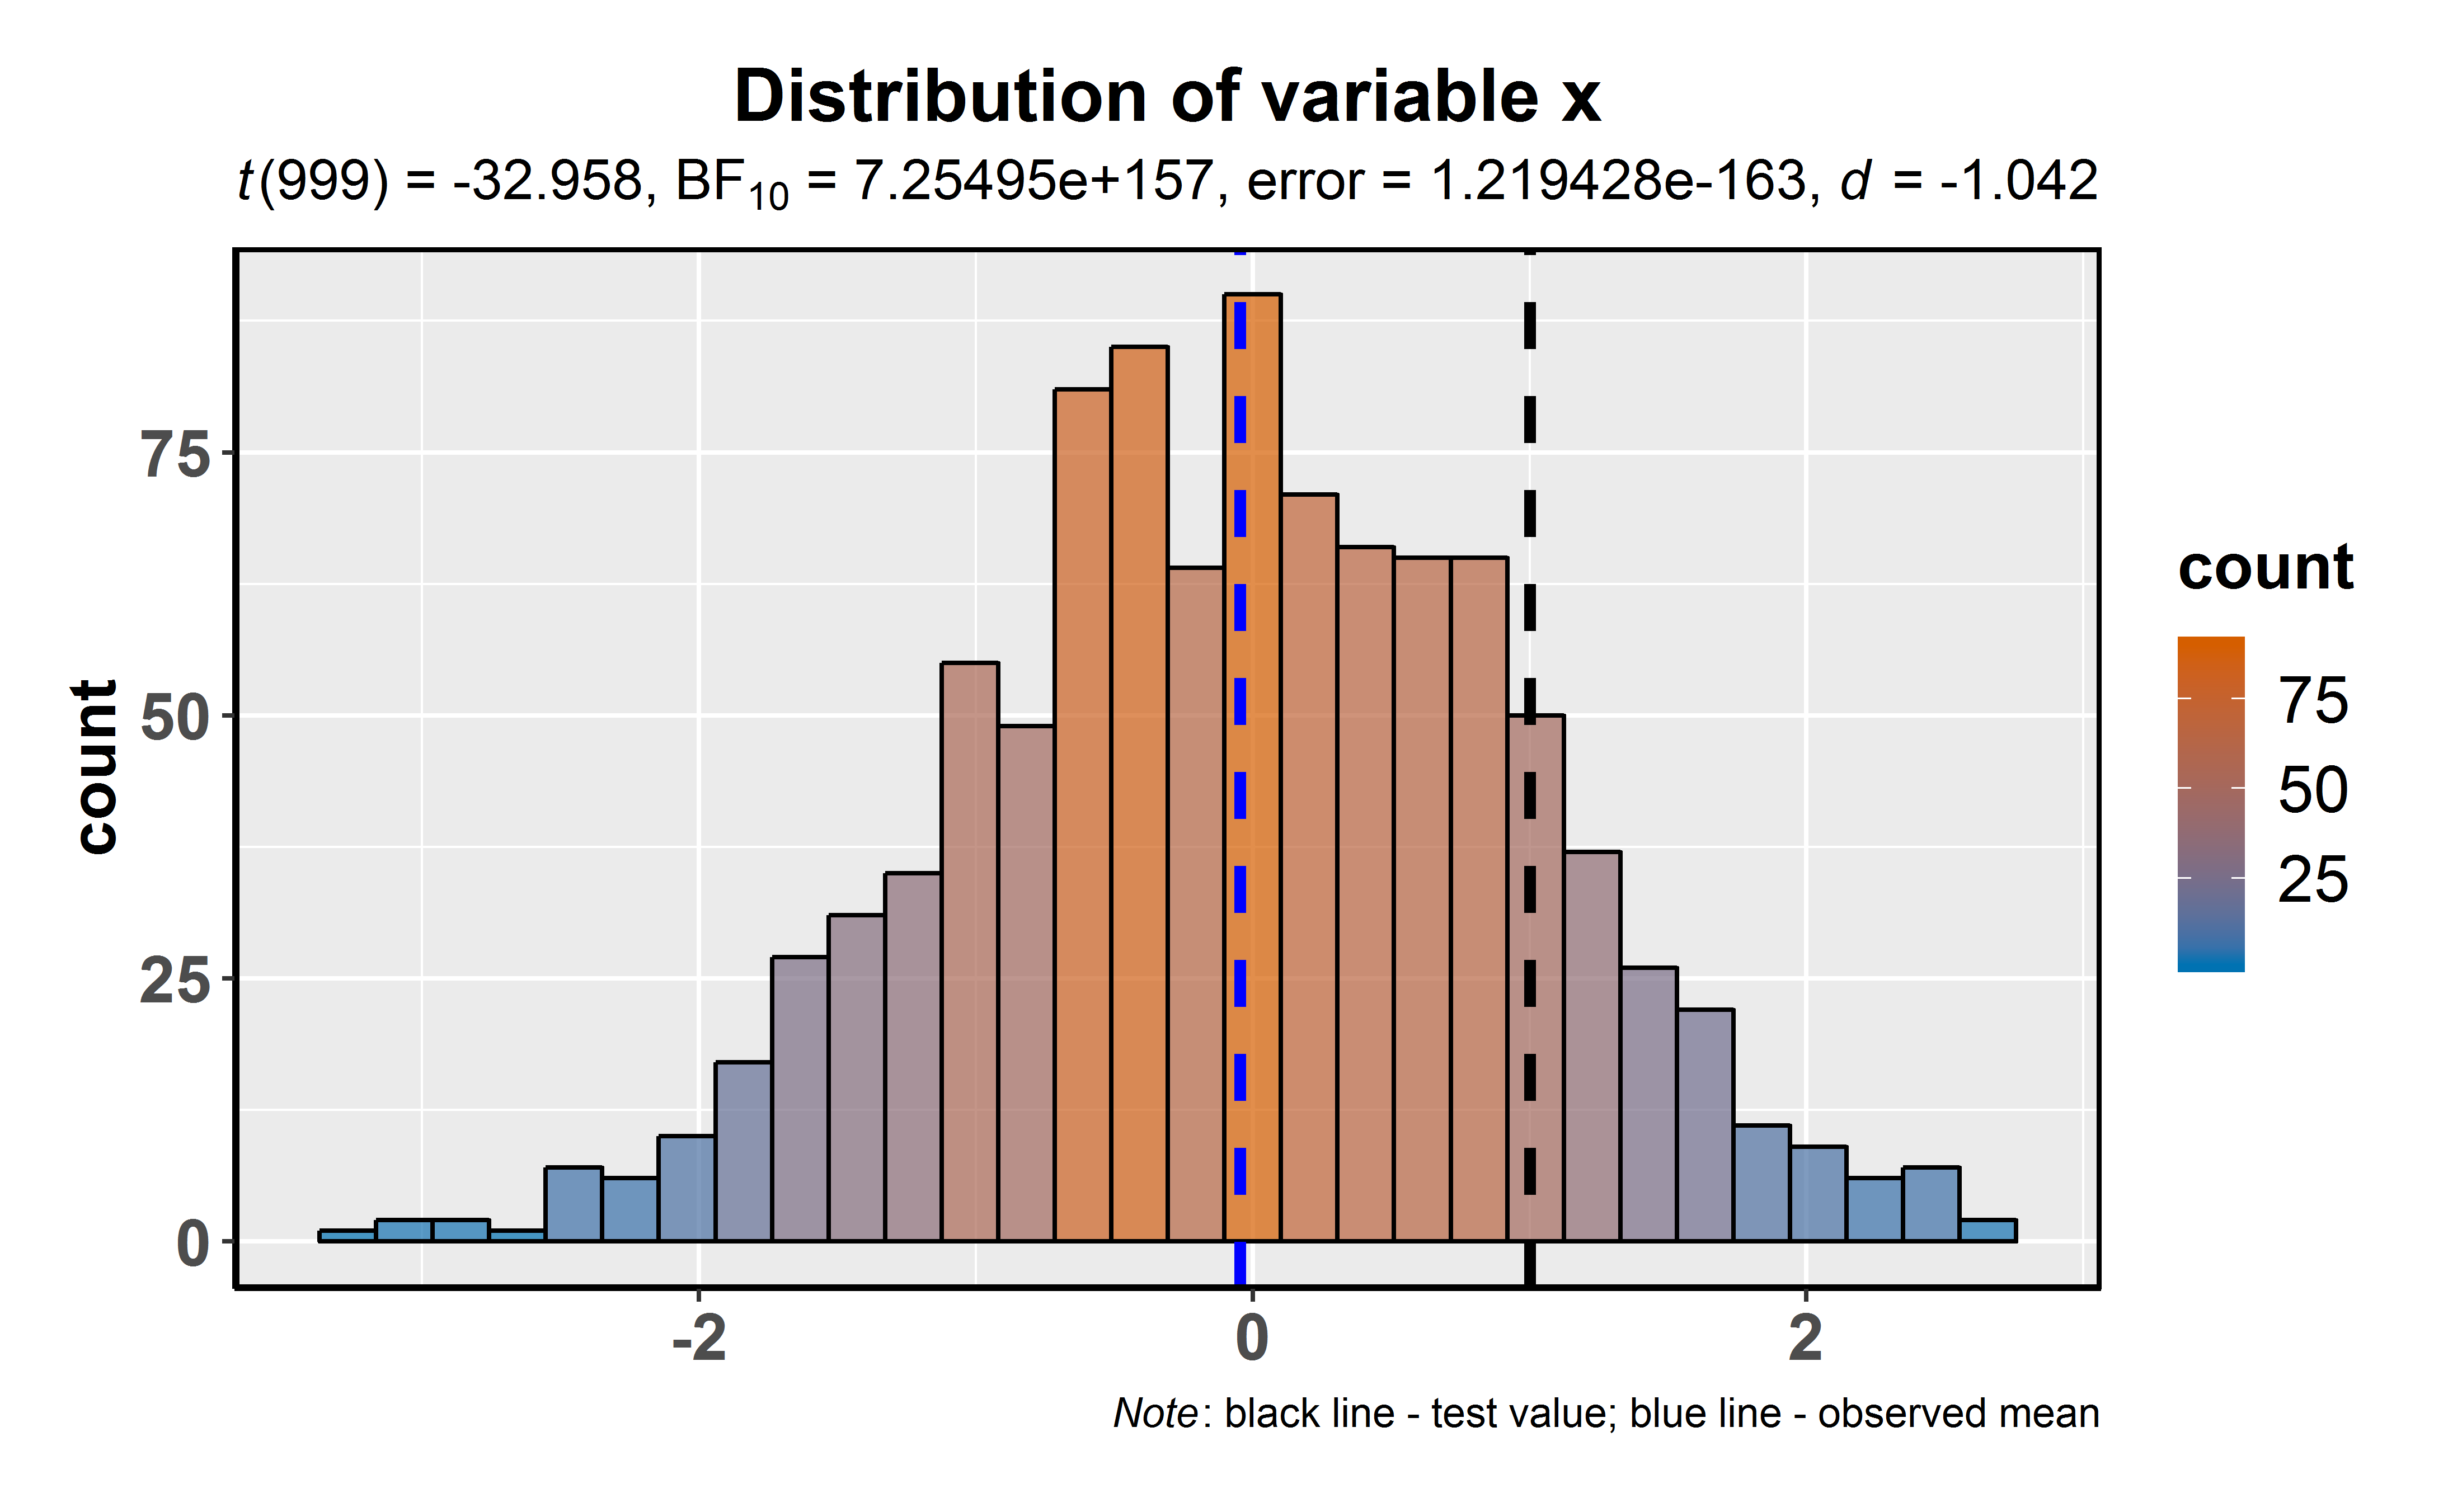 Distribution of variable x
t(999) = -32.958, BF₁₀ = 7.25495e+157, error = 1.219428e-163, d = -1.042
count
75
50
25
0
-2
0
2
count
75
50
25
Note: black line - test value; blue line - observed mean